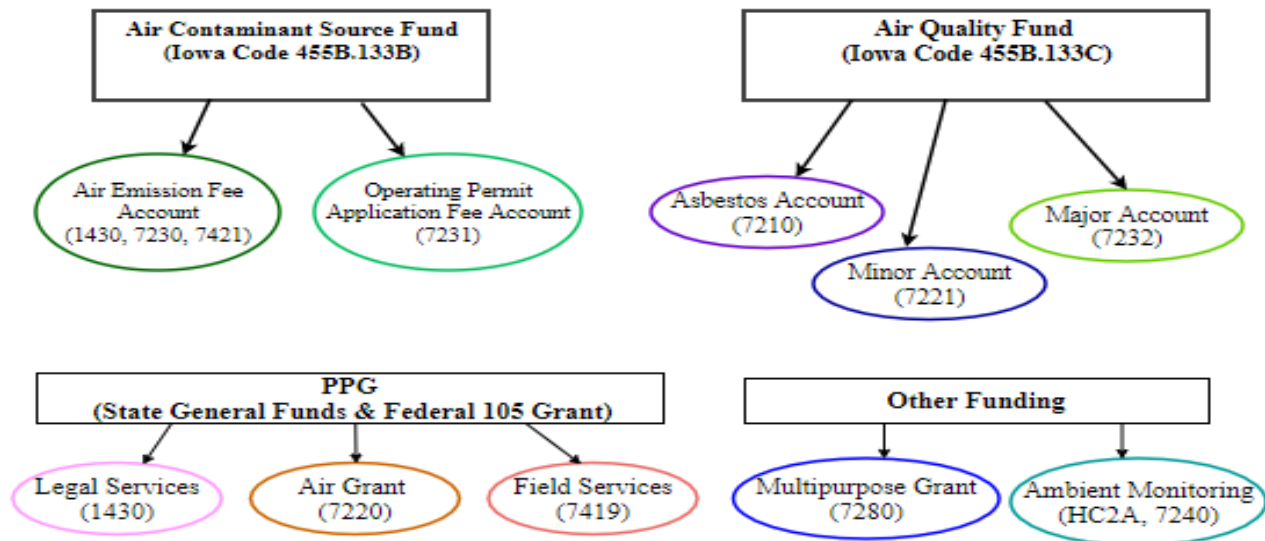 Air Contaminant Source Fund
(Iowa Code 455B.133B)
Air Emission Fee
Account
(1430, 7230, 7421)
Operating Permit
Application Fee Account
(7231)
Air Quality Fund
(Iowa Code 455B.133C)
Asbestos Account
(7210)
Minor Account
(7221)
Major Account
(7232)
PPG
(State General Funds & Federal 105 Grant)
Legal Services
(1430)
Air Grant
(7220)
Field Services
(7419)
Other Funding
Multipurpose Grant
(7280)
Ambient Monitoring
(HC2A, 7240)